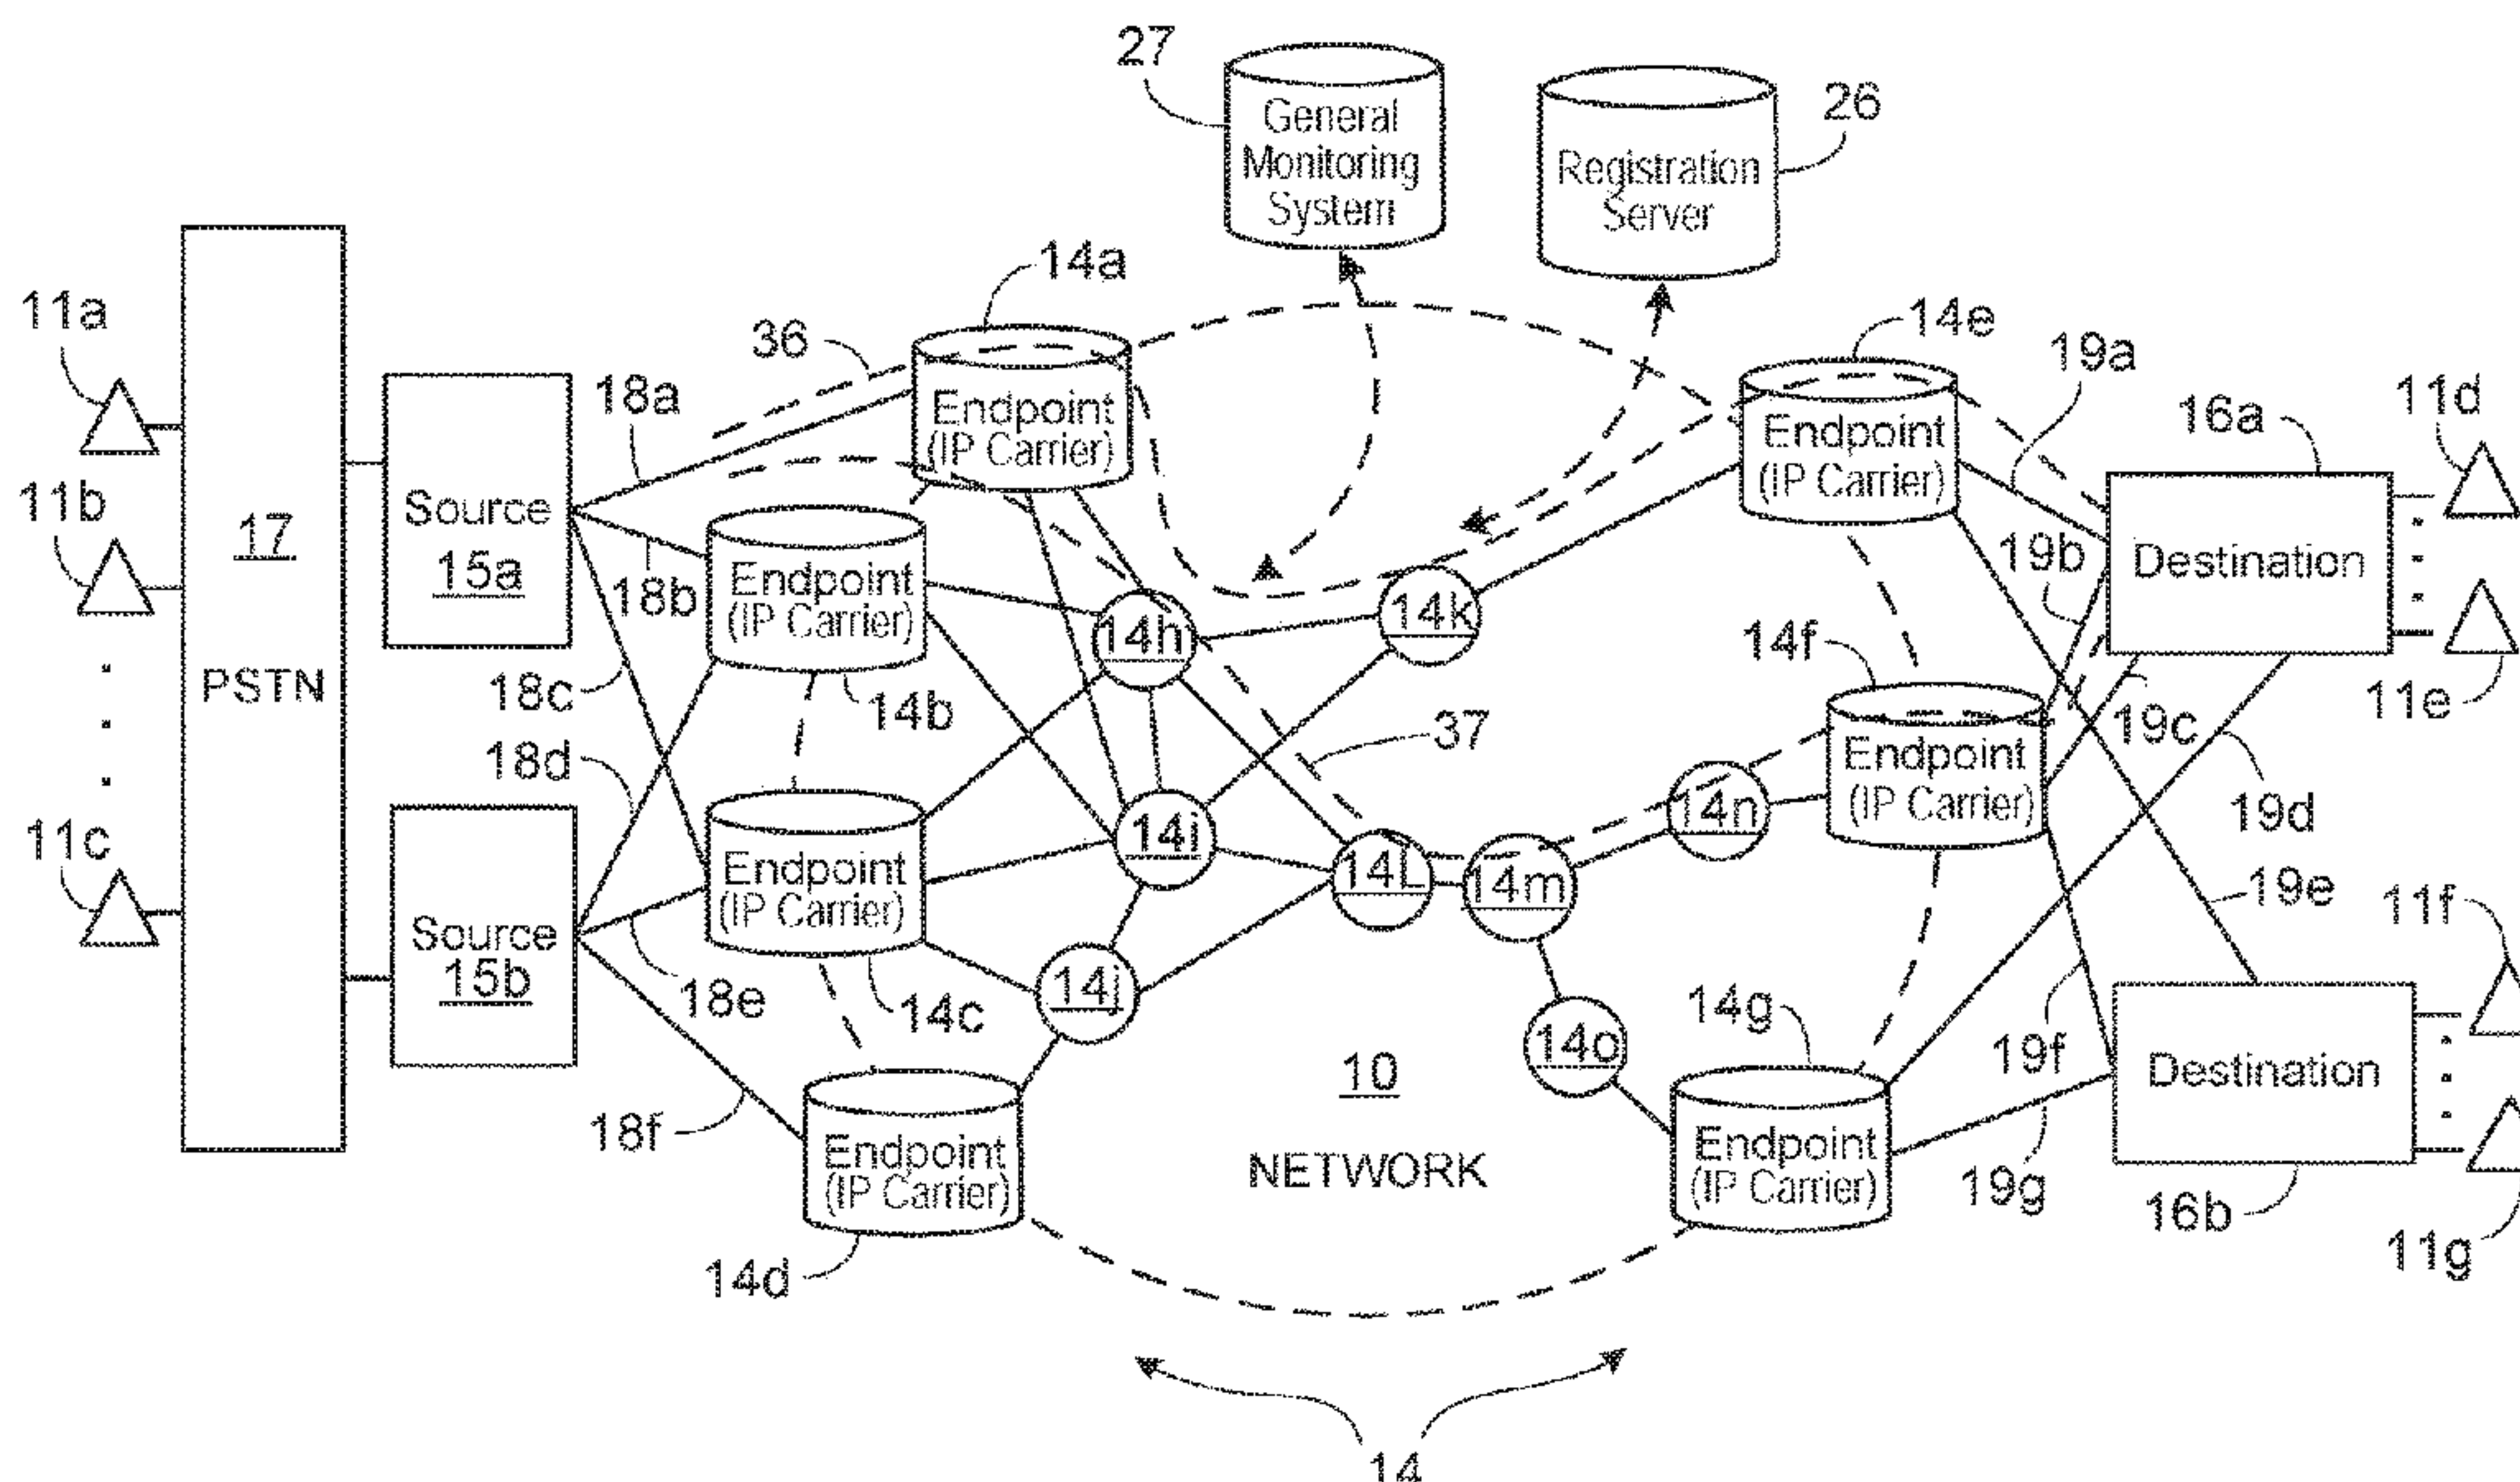 27
General
Monitoring
System
26
Registration
Server
14a
14e
11a
36
19a
11d
18a
16a
Endpoint
(IP Carrier)
Endpoint
(IP Carrier)
11b
17
Source
15a
18b
19b
Destination
Endpoint
(IP Carrier)
14h
14k
14f
PSTN
18c
14b
11e
37
19c
18d
Endpoint
(IP Carrier)
14n
19d
11c
14i
Endpoint
(IP Carrier)
14L
14m
19e
11f
Source
15b
18e
14c
14j
14g
14o
19f
10
Destination
18f
Endpoint
(IP Carrier)
NETWORK
Endpoint
(IP Carrier)
19g
16b
14d
11g
14